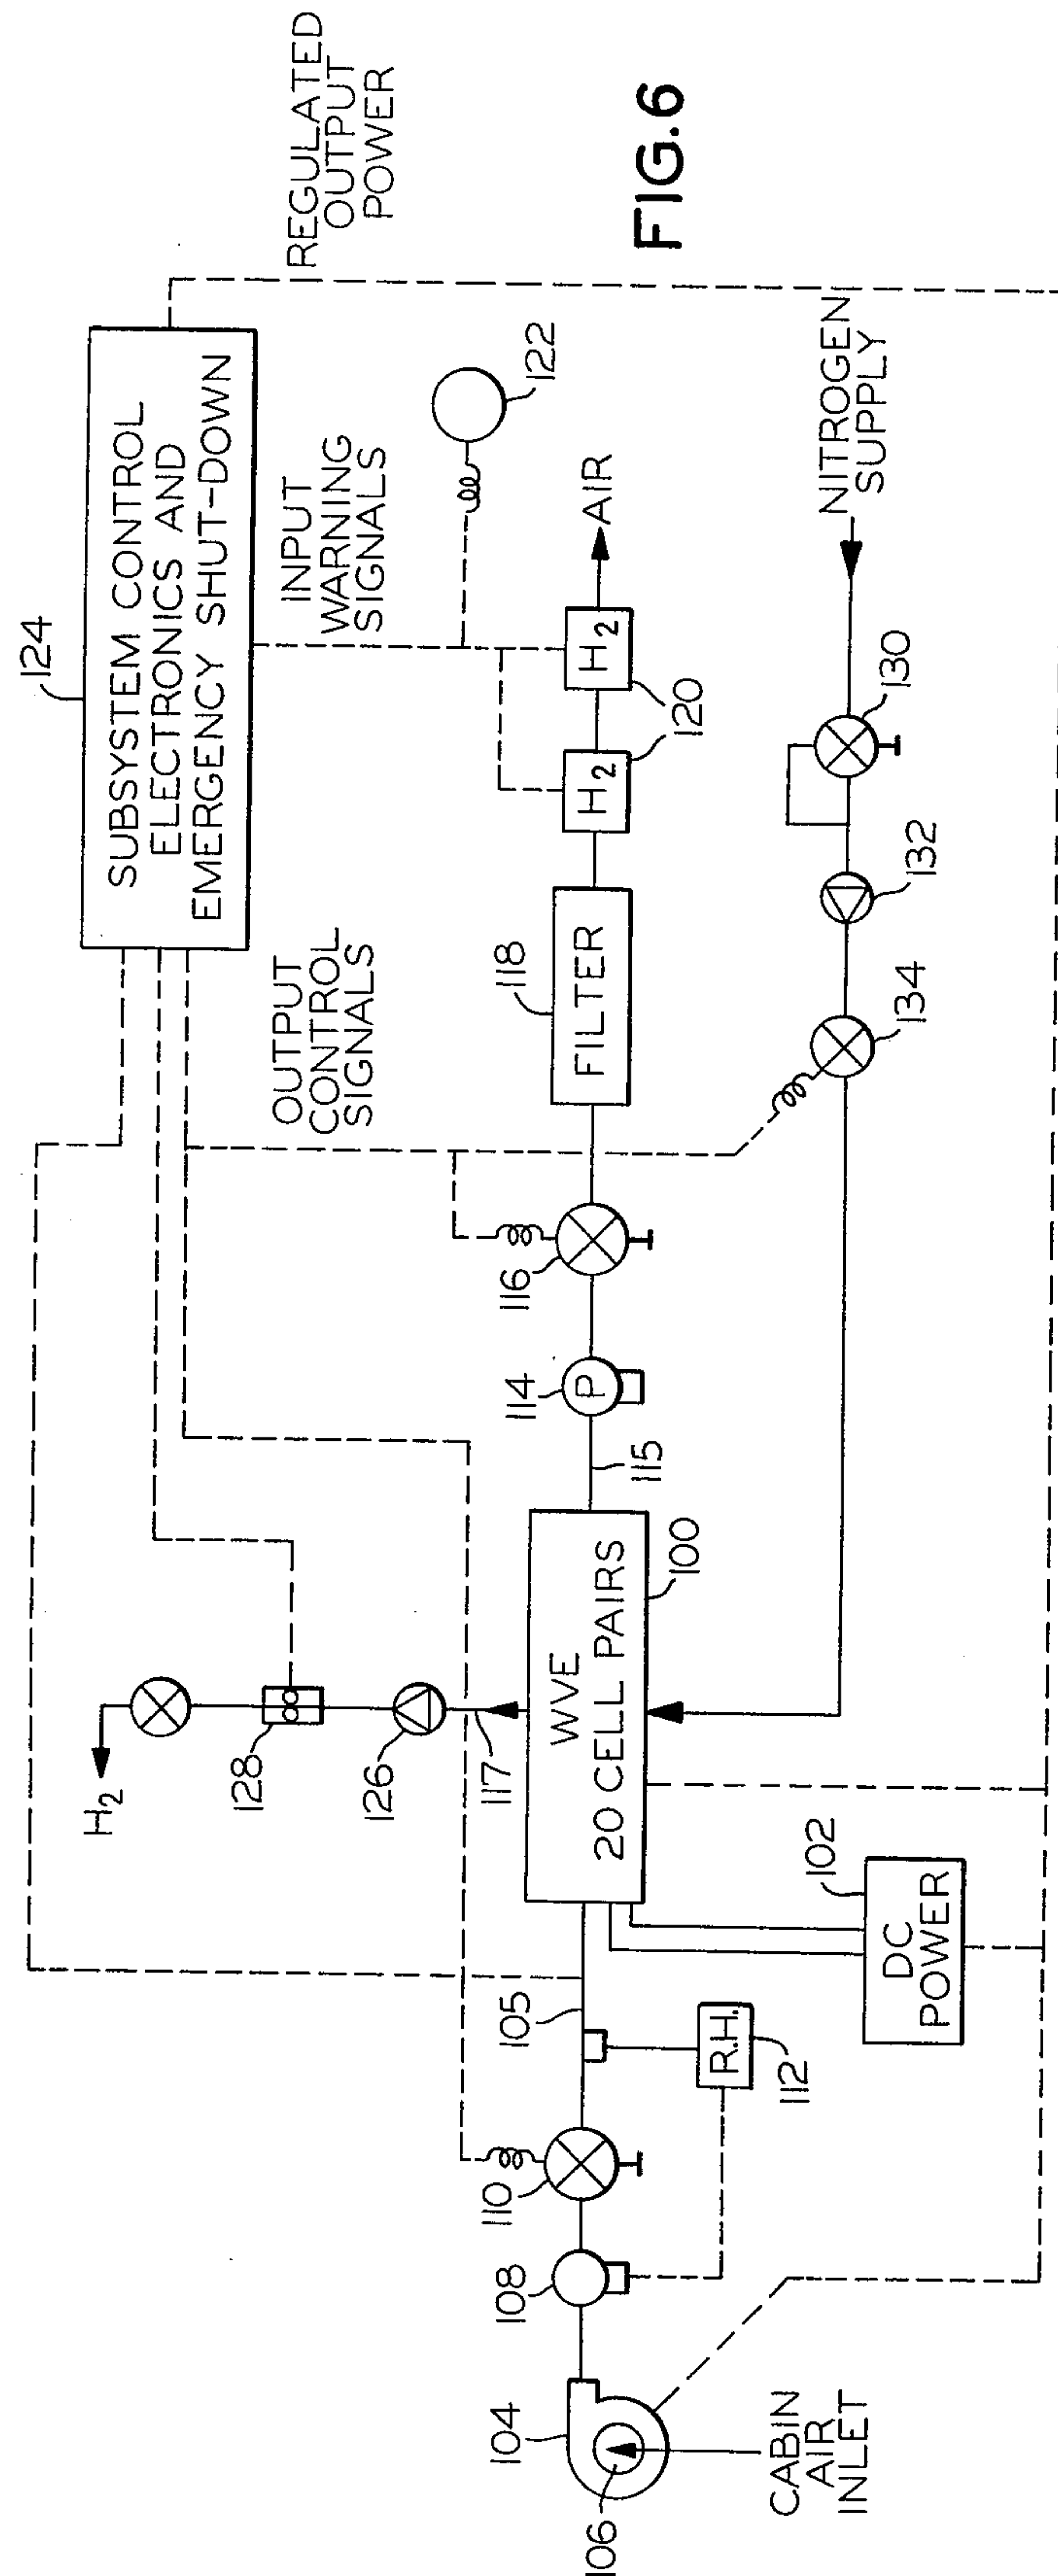 124
SUBSYSTEM CONTROL
ELECTRONICS AND
EMERGENCY SHUT-DOWN
REGULATED
OUTPUT
POWER
OUTPUT
CONTROL
SIGNALS
INPUT
WARNING
SIGNALS
122
FIG.6
H2
128
126
117
118
FILTER
H2
H2
120
AIR
116
P
114
115
WVE
20 CELL PAIRS
100
105
110
108
104
106
CABIN
AIR
INLET
R.H.
112
102
DC
POWER
134
132
130
NITROGEN
SUPPLY